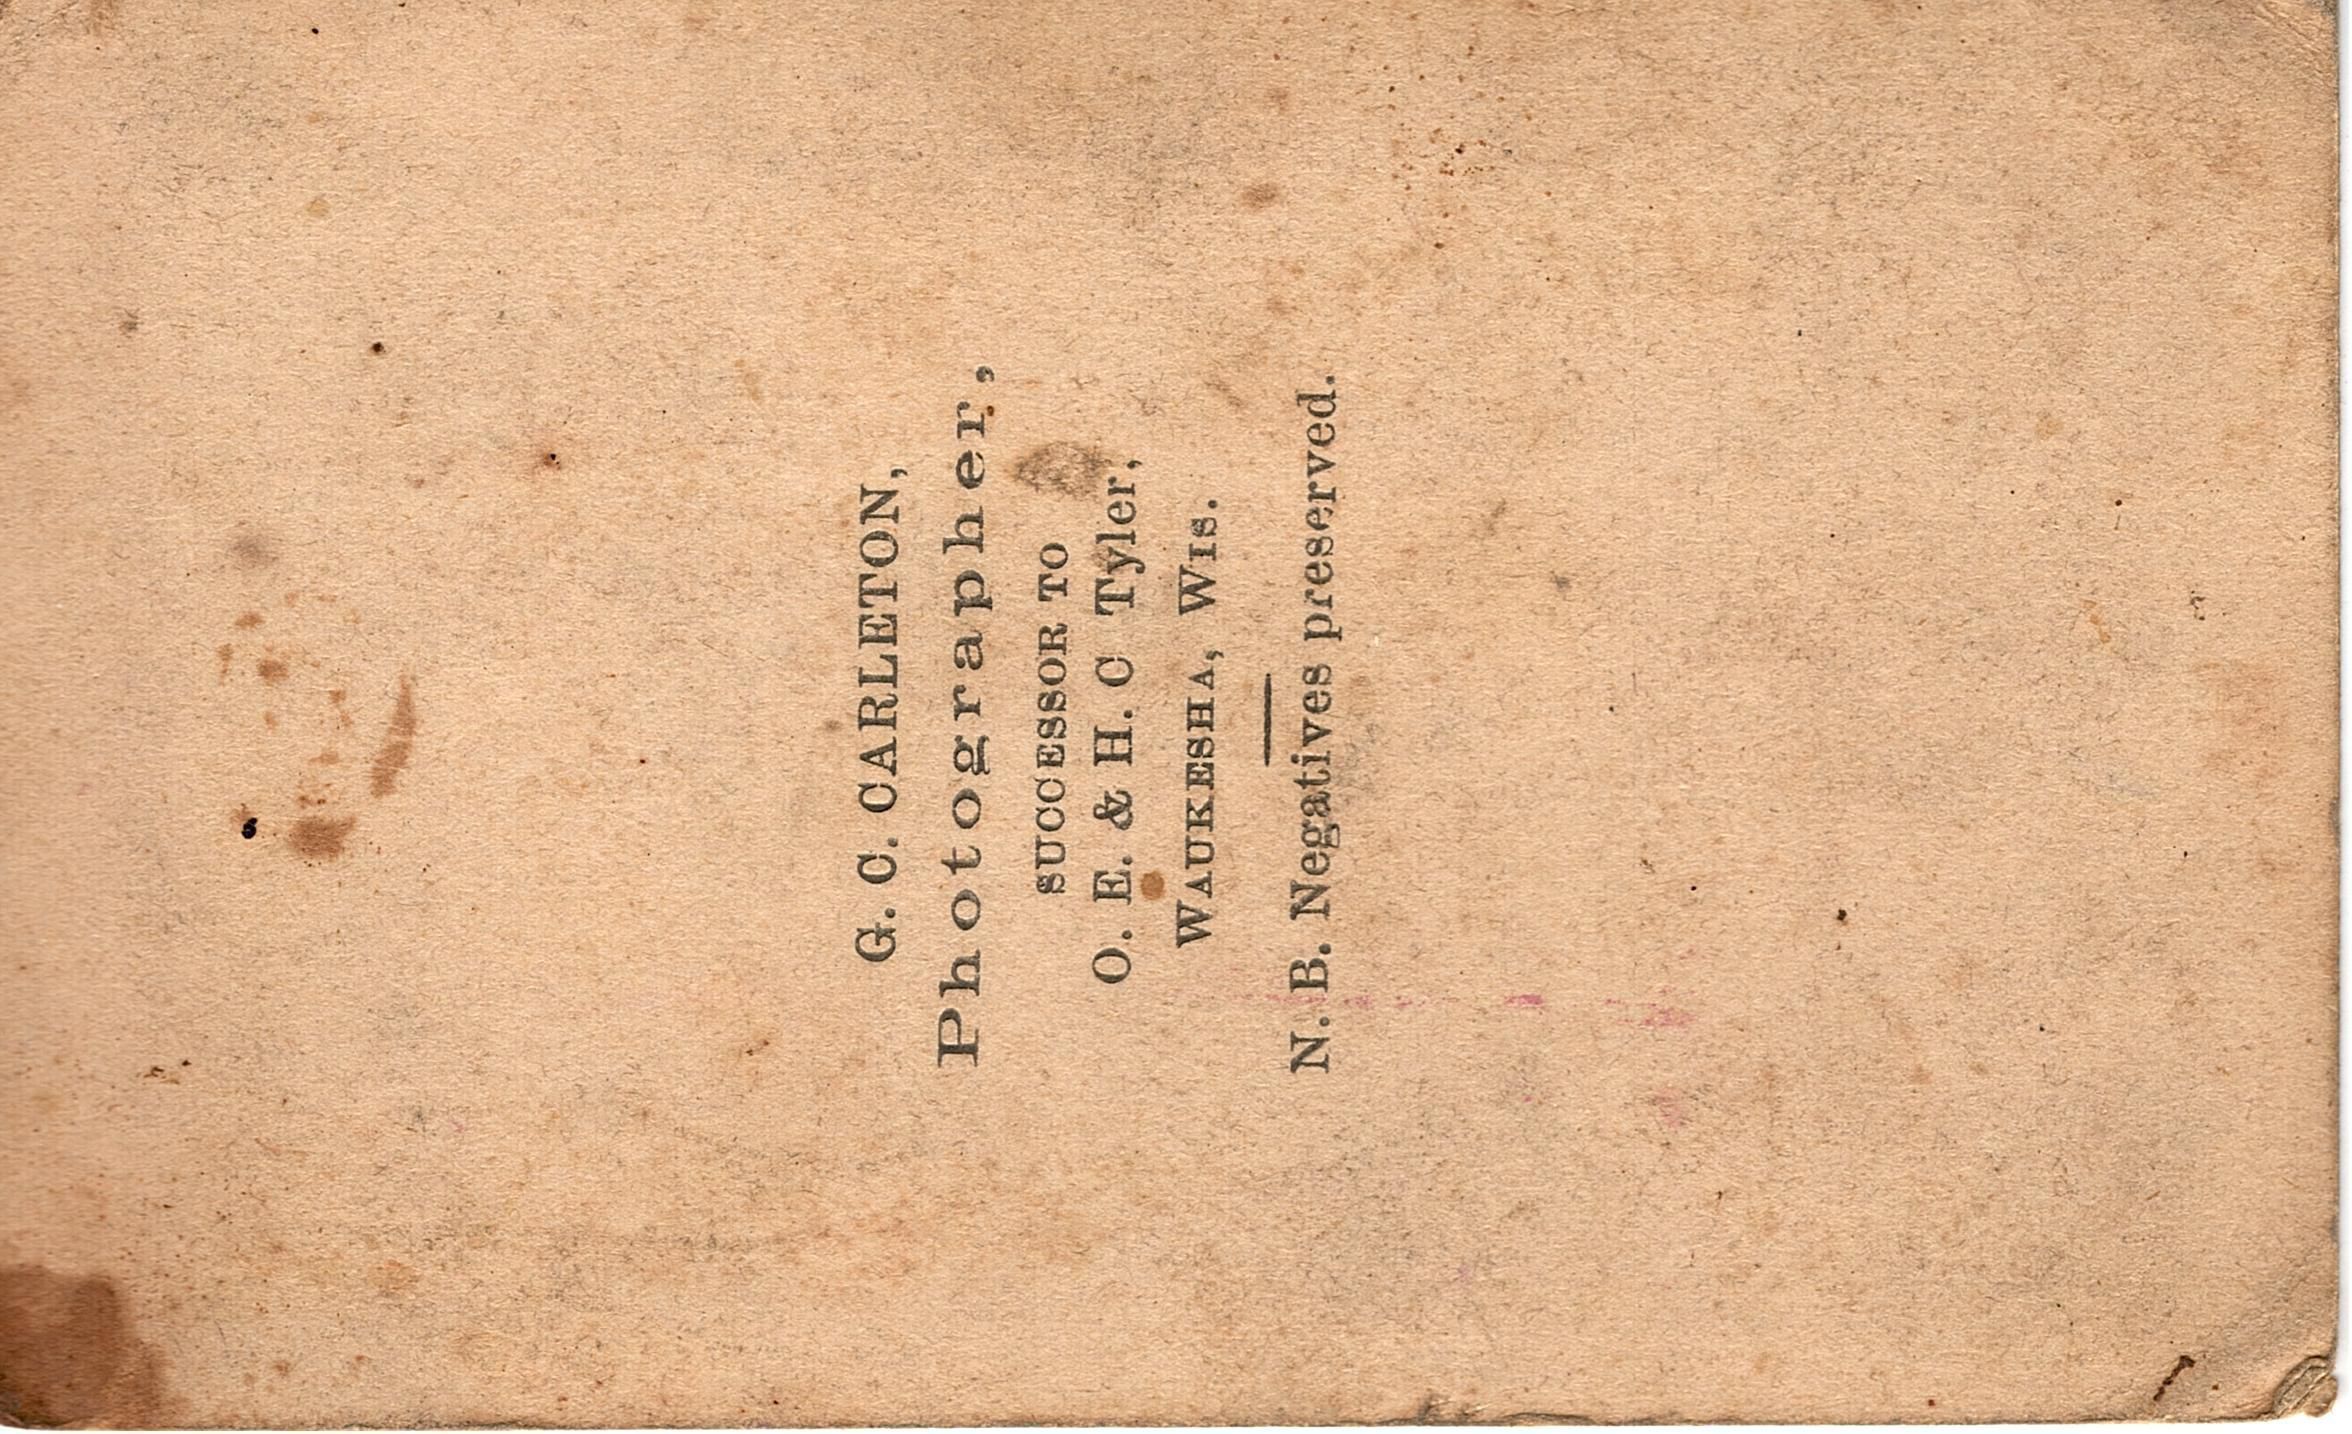 G. C. CARLETON,
Photographer,
SUCCESSOR TO
O. E. & H. C Tyler,
WAUKESHA, WIS.
N. B. Negatives preserved.